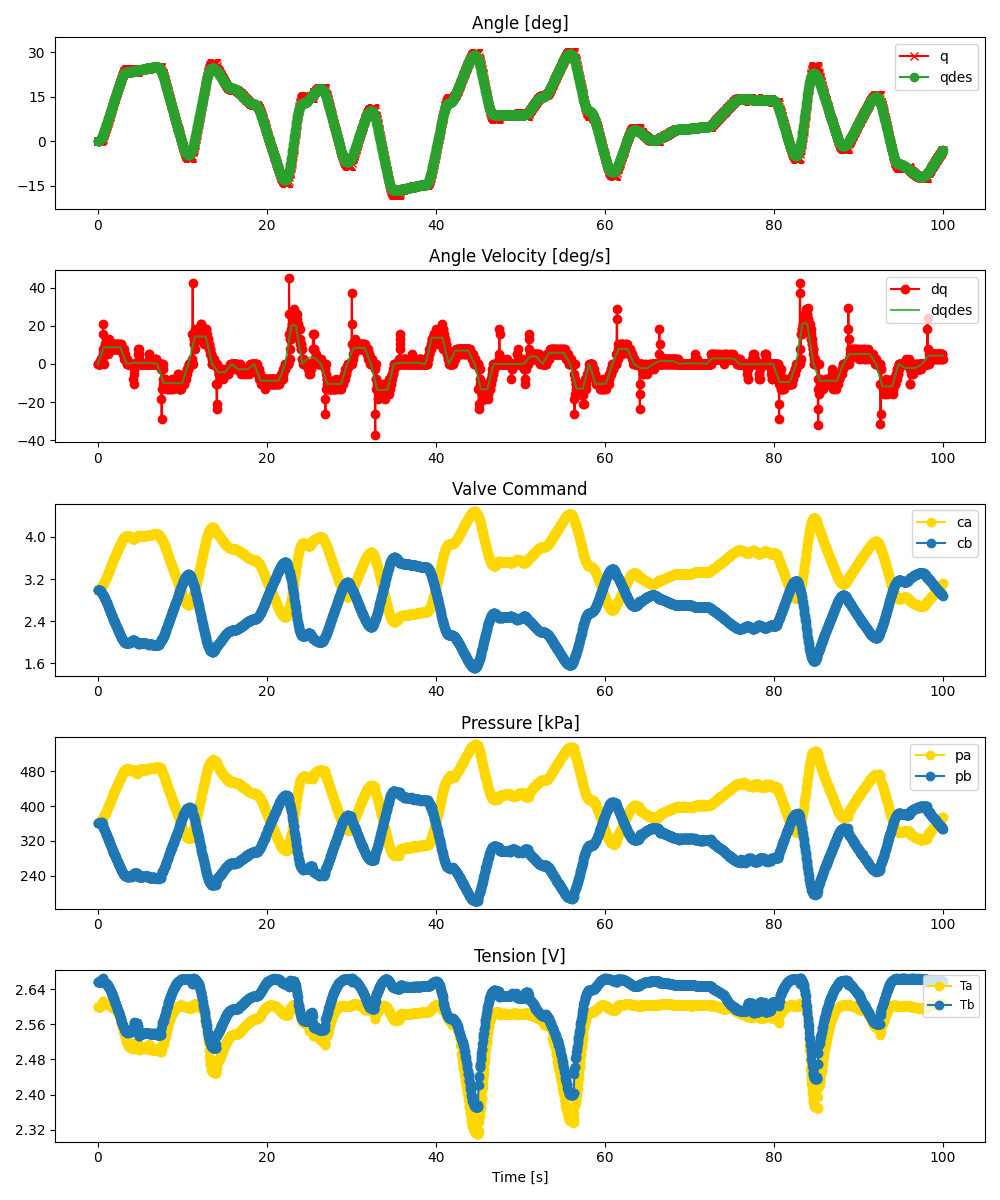 Angle [deg]
30
15
0
−15
q
qdes
0 20 40 60 80 100
Angle Velocity [deg/s]
40
20
0
−20
−40
dq
dqdes
0 20 40 60 80 100
Valve Command
4.0
3.2
2.4
1.6
ca
cb
0 20 40 60 80 100
Pressure [kPa]
480
400
320
240
pa
pb
0 20 40 60 80 100
Tension [V]
2.64
2.56
2.48
2.40
2.32
Ta
Tb
0 20 40 60 80 100
Time [s]